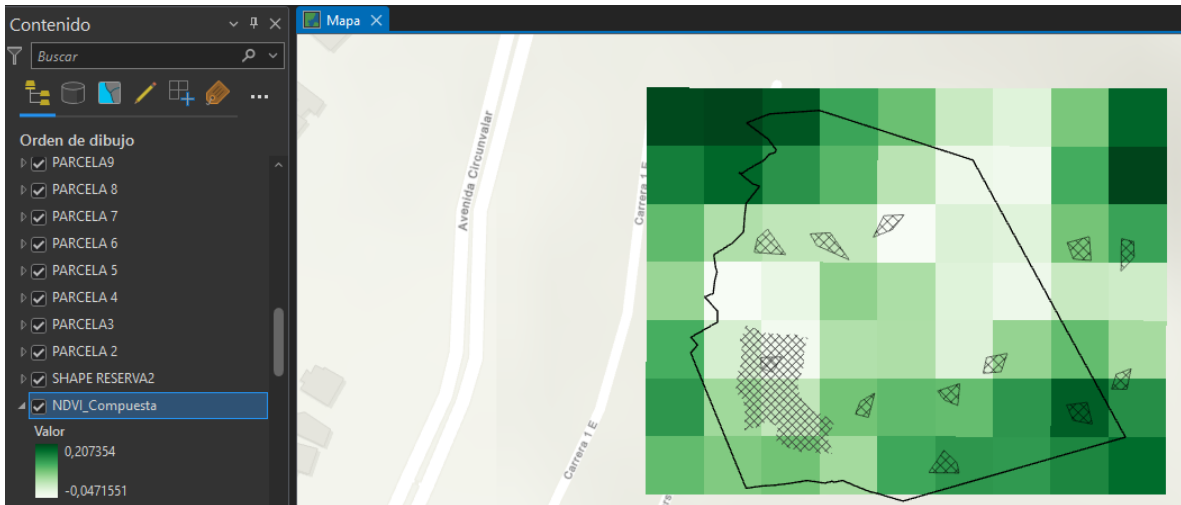 Contenido
Buscar
Orden de dibujo
PARCELA9
PARCELA 8
PARCELA 7
PARCELA 6
PARCELA 5
PARCELA 4
PARCELA3
PARCELA 2
SHAPE RESERVA2
NDVI_Compuesta
Valor
0,207354
-0,0471551
Mapa
Avenida Circunvalar
Carrera 1 E
Carrera 1 E